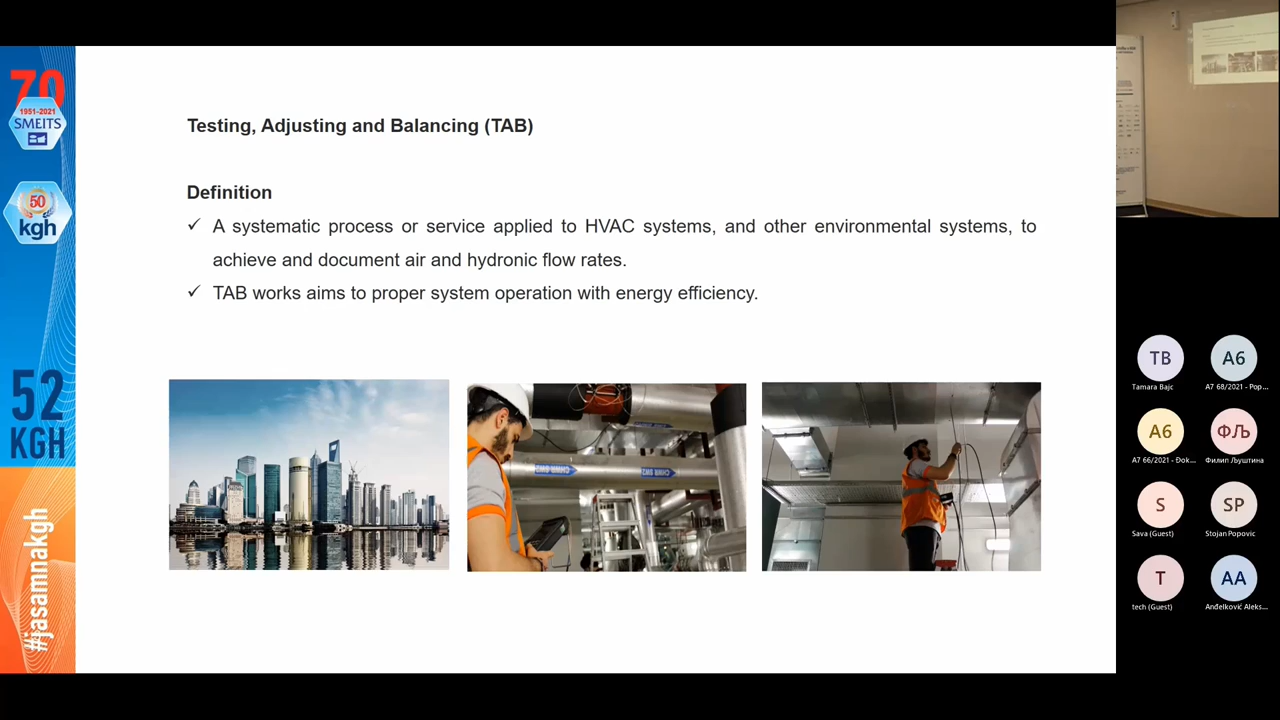 70
1951-2021
SMEITS
50
kgh
52
KGH
#jasamnakgh
Testing, Adjusting and Balancing (TAB)
Definition
✓ A systematic process or service applied to HVAC systems, and other environmental systems, to
achieve and document air and hydronic flow rates.
✓ TAB works aims to proper system operation with energy efficiency.
CHWR
TB
A6
Tamara Bajc
A7 68/2021 - Pop...
A6
ФЉ
A7 66/2021 - Đok...
Филип Љуштина
S
SP
Sava (Guest)
Stojan Popovic
T
AA
tech (Guest)
Anđelković Aleks...